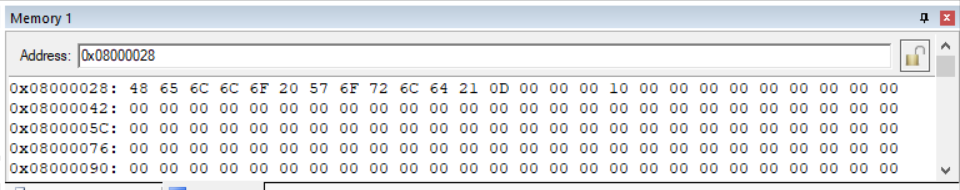 Memory 1
Address: 0x08000028
0x08000028: 48 65 6C 6C 6F 20 57 6F 72 6C 64 21 0D 00 00 00 10 00 00 00 00 00 00 00 00 00
0x08000042: 00 00 00 00 00 00 00 00 00 00 00 00 00 00 00 00 00 00 00 00 00 00 00 00 00 00
0x0800005C: 00 00 00 00 00 00 00 00 00 00 00 00 00 00 00 00 00 00 00 00 00 00 00 00 00 00
0x08000076: 00 00 00 00 00 00 00 00 00 00 00 00 00 00 00 00 00 00 00 00 00 00 00 00 00 00
0x08000090: 00 00 00 00 00 00 00 00 00 00 00 00 00 00 00 00 00 00 00 00 00 00 00 00 00 00